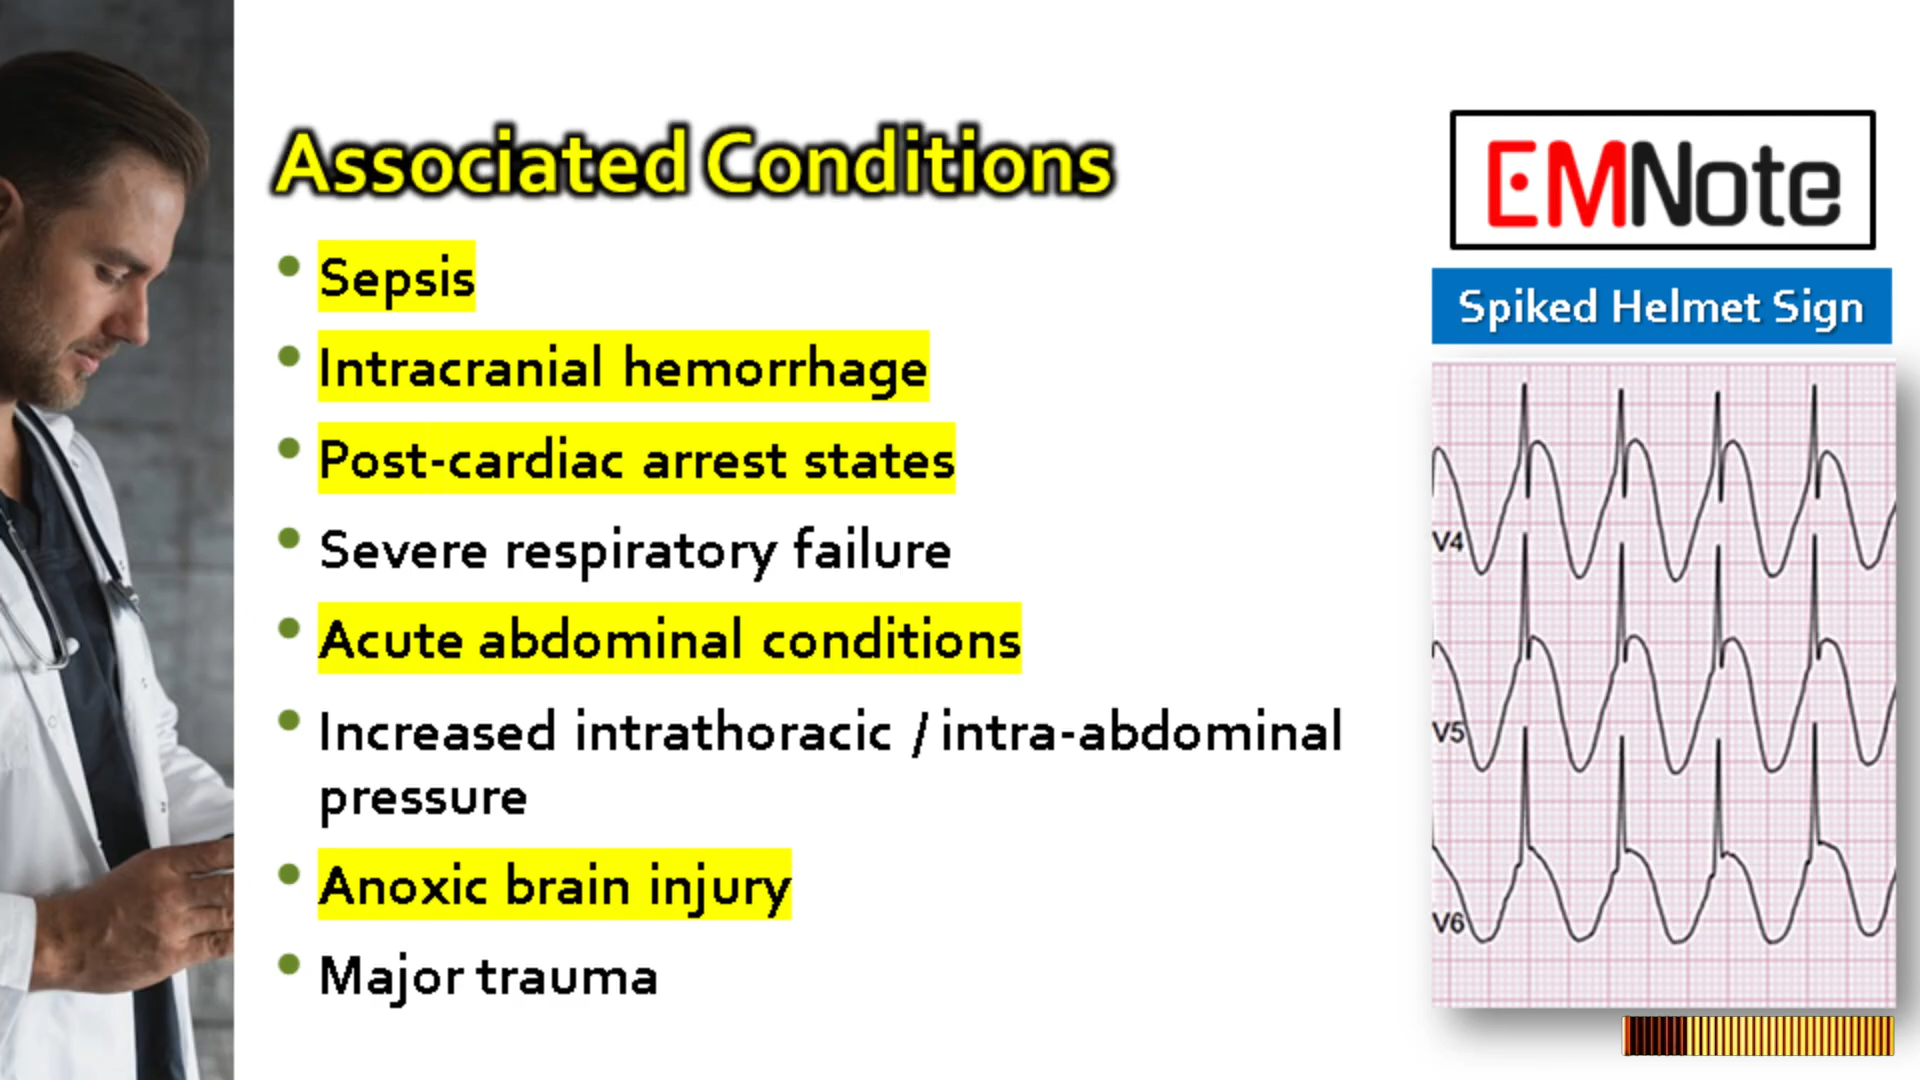 Associated Conditions
• Sepsis
• Intracranial hemorrhage
• Post-cardiac arrest states
• Severe respiratory failure
• Acute abdominal conditions
• Increased intrathoracic / intra-abdominal
pressure
• Anoxic brain injury
• Major trauma
EMNote
Spiked Helmet Sign
V4
V5
V6